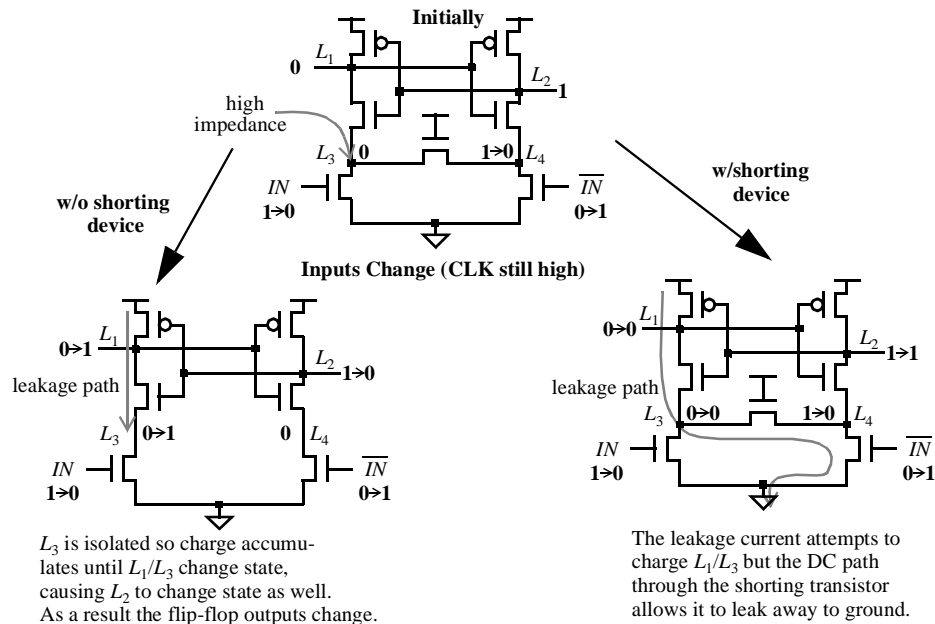 Initially
L1
0
L2
1
high
impedance
L3
0
1→0
L4
IN
1→0
IN
0→1
w/o shorting
device
w/shorting
device
Inputs Change (CLK still high)
L1
0→1
L2
1→0
leakage path
L3
0→1
0
L4
IN
1→0
IN
0→1
L3 is isolated so charge accumu-
lates until L1/L3 change state,
causing L2 to change state as well.
As a result the flip-flop outputs change.
L1
0→0
L2
1→1
leakage path
L3
0→0
1→0
L4
IN
1→0
IN
0→1
The leakage current attempts to
charge L1/L3 but the DC path
through the shorting transistor
allows it to leak away to ground.